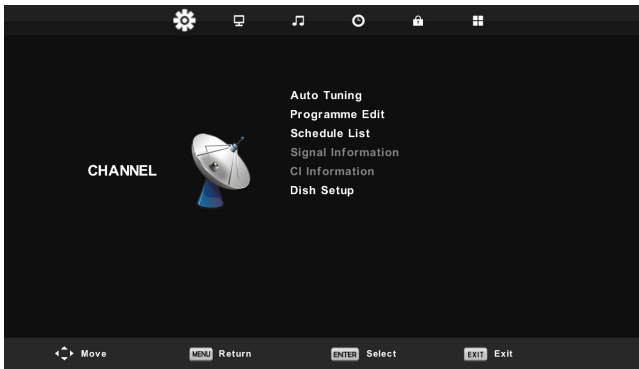 Auto Tuning
Programme Edit
Schedule List
Signal Information
CHANNEL
CI Information
Dish Setup
Move
MENU Return
ENTER Select
EXIT Exit